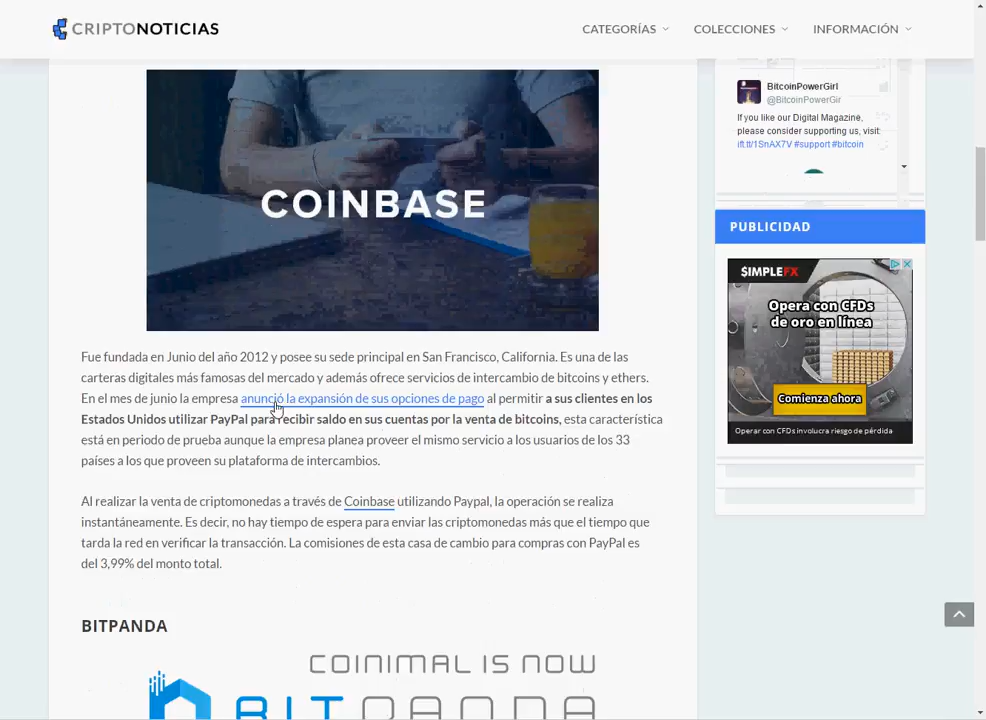 CRIPTONOTICIAS
CATEGORÍAS
COLECCIONES
INFORMACIÓN
COINBASE
Fue fundada en Junio del año 2012 y posee su sede principal en San Francisco, California. Es una de las
carteras digitales más famosas del mercado y además ofrece servicios de intercambio de bitcoins y ethers.
En el mes de junio la empresa anunció la expansión de sus opciones de pago al permitir a sus clientes en los
Estados Unidos utilizar PayPal para recibir saldo en sus cuentas por la venta de bitcoins, esta característica
está en periodo de prueba aunque la empresa planea proveer el mismo servicio a los usuarios de los 33
países a los que proveen su plataforma de intercambios.
Al realizar la venta de criptomonedas a través de Coinbase utilizando Paypal, la operación se realiza
instantáneamente. Es decir, no hay tiempo de espera para enviar las criptomonedas más que el tiempo que
tarda la red en verificar la transacción. La comisiones de esta casa de cambio para compras con PayPal es
del 3,99% del monto total.
BITPANDA
COINIMAL IS NOW
BITPANDA
BitcoinPowerGirl
@BitcoinPowerGir
If you like our Digital Magazine,
please consider supporting us, visit:
ift.tt/1SnAX7V #support #bitcoin
PUBLICIDAD
$IMPLEFX
Opera con CFDs
de oro en línea
Comienza ahora
Operar con CFDs involucra riesgo de pérdida